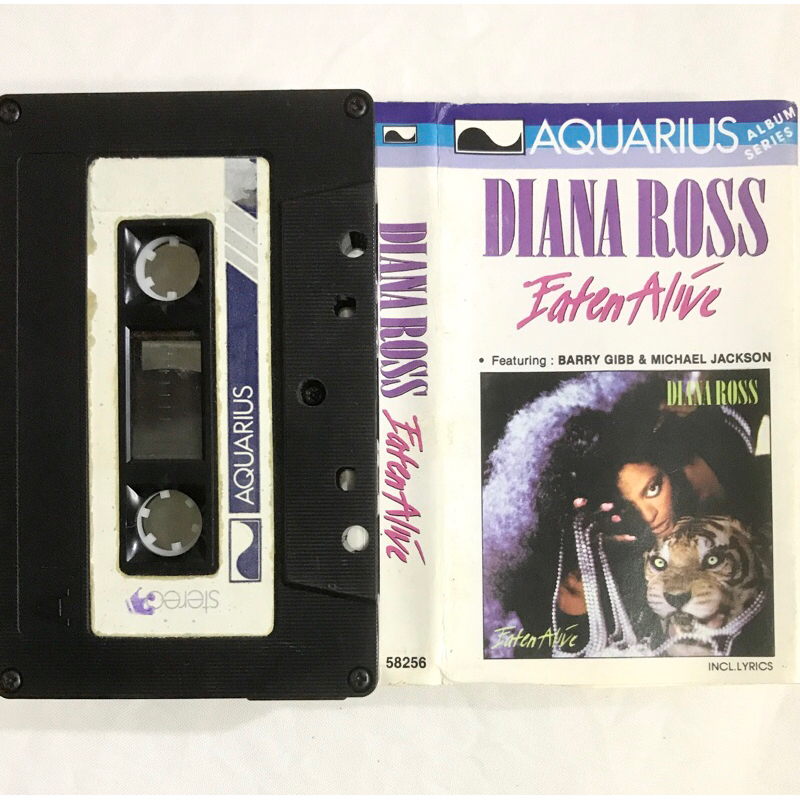 AQUARIUS
stereo
DIANA ROSS
Eaten Alive
58256
AQUARIUS
ALBUM
SERIES
DIANA ROSS
Eaten Alive
• Featuring : BARRY GIBB & MICHAEL JACKSON
DIANA ROSS
Eaten Alive
INCL.LYRICS